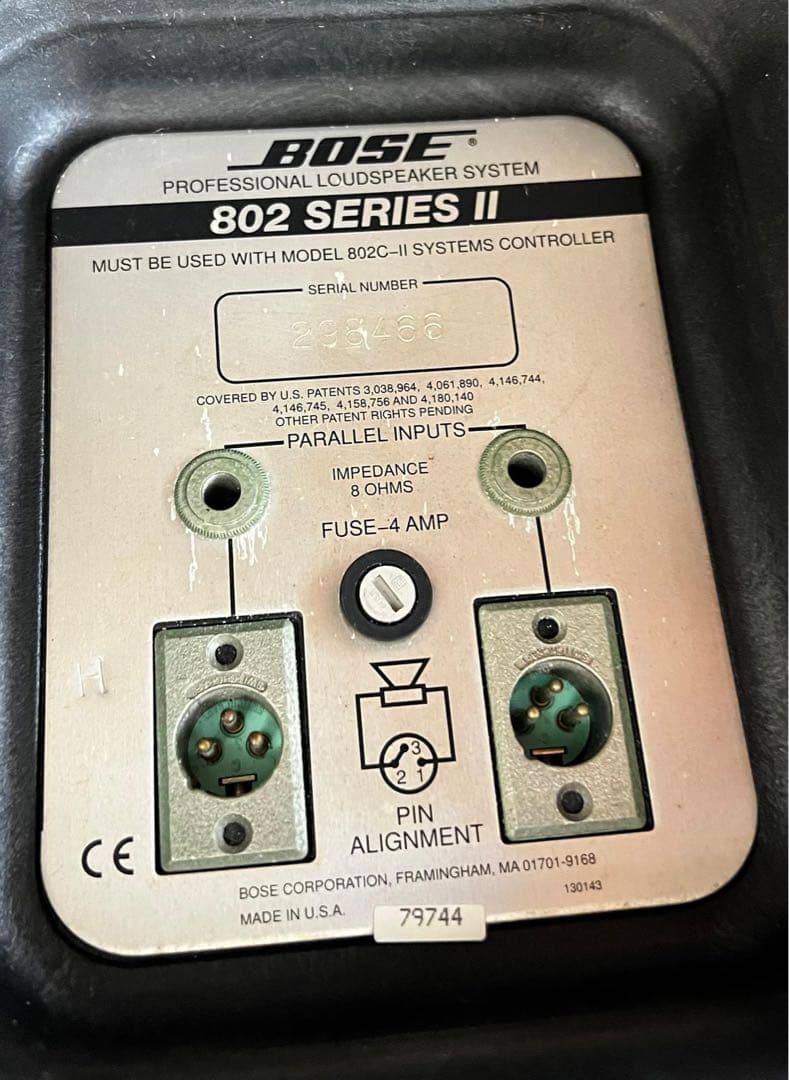 BOSE®
PROFESSIONAL LOUDSPEAKER SYSTEM
802 SERIES II
MUST BE USED WITH MODEL 802C-II SYSTEMS CONTROLLER
SERIAL NUMBER
COVERED BY U.S. PATENTS 3,038,964, 4,061,890, 4,146,744,
4,146,745, 4,158,756 AND 4,180,140
OTHER PATENT RIGHTS PENDING
PARALLEL INPUTS
IMPEDANCE
8 OHMS
FUSE-4 AMP
H
3
2 1
PIN
ALIGNMENT
CE
BOSE CORPORATION, FRAMINGHAM, MA 01701-9168
130143
MADE IN U.S.A.
79744